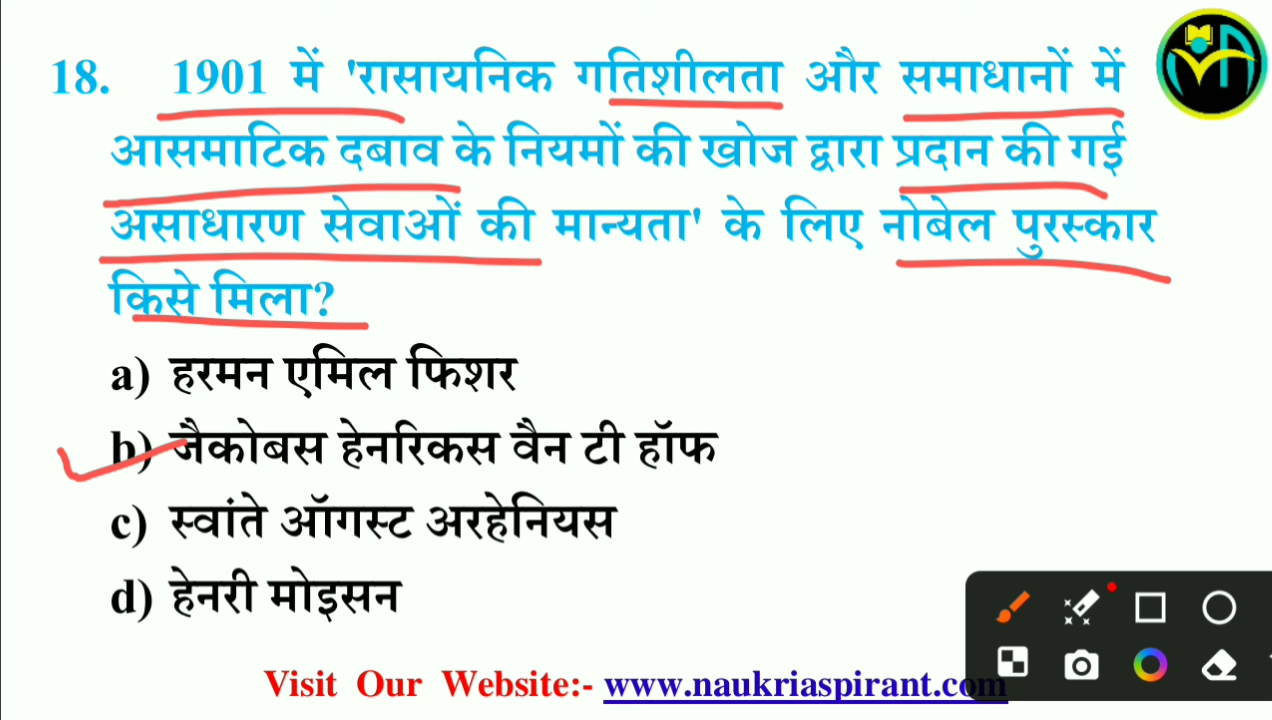 18. 1901 में 'रासायनिक गतिशीलता और समाधानों में
आसमाटिक दबाव के नियमों की खोज द्वारा प्रदान की गई
असाधारण सेवाओं की मान्यता' के लिए नोबेल पुरस्कार
किसे मिला?
a) हरमन एमिल फिशर
b) जैकोबस हेनरिकस वैन टी हॉफ
c) स्वांते ऑगस्ट अरहेनियस
d) हेनरी मोइसन
Visit Our Website:- www.naukriaspirant.com